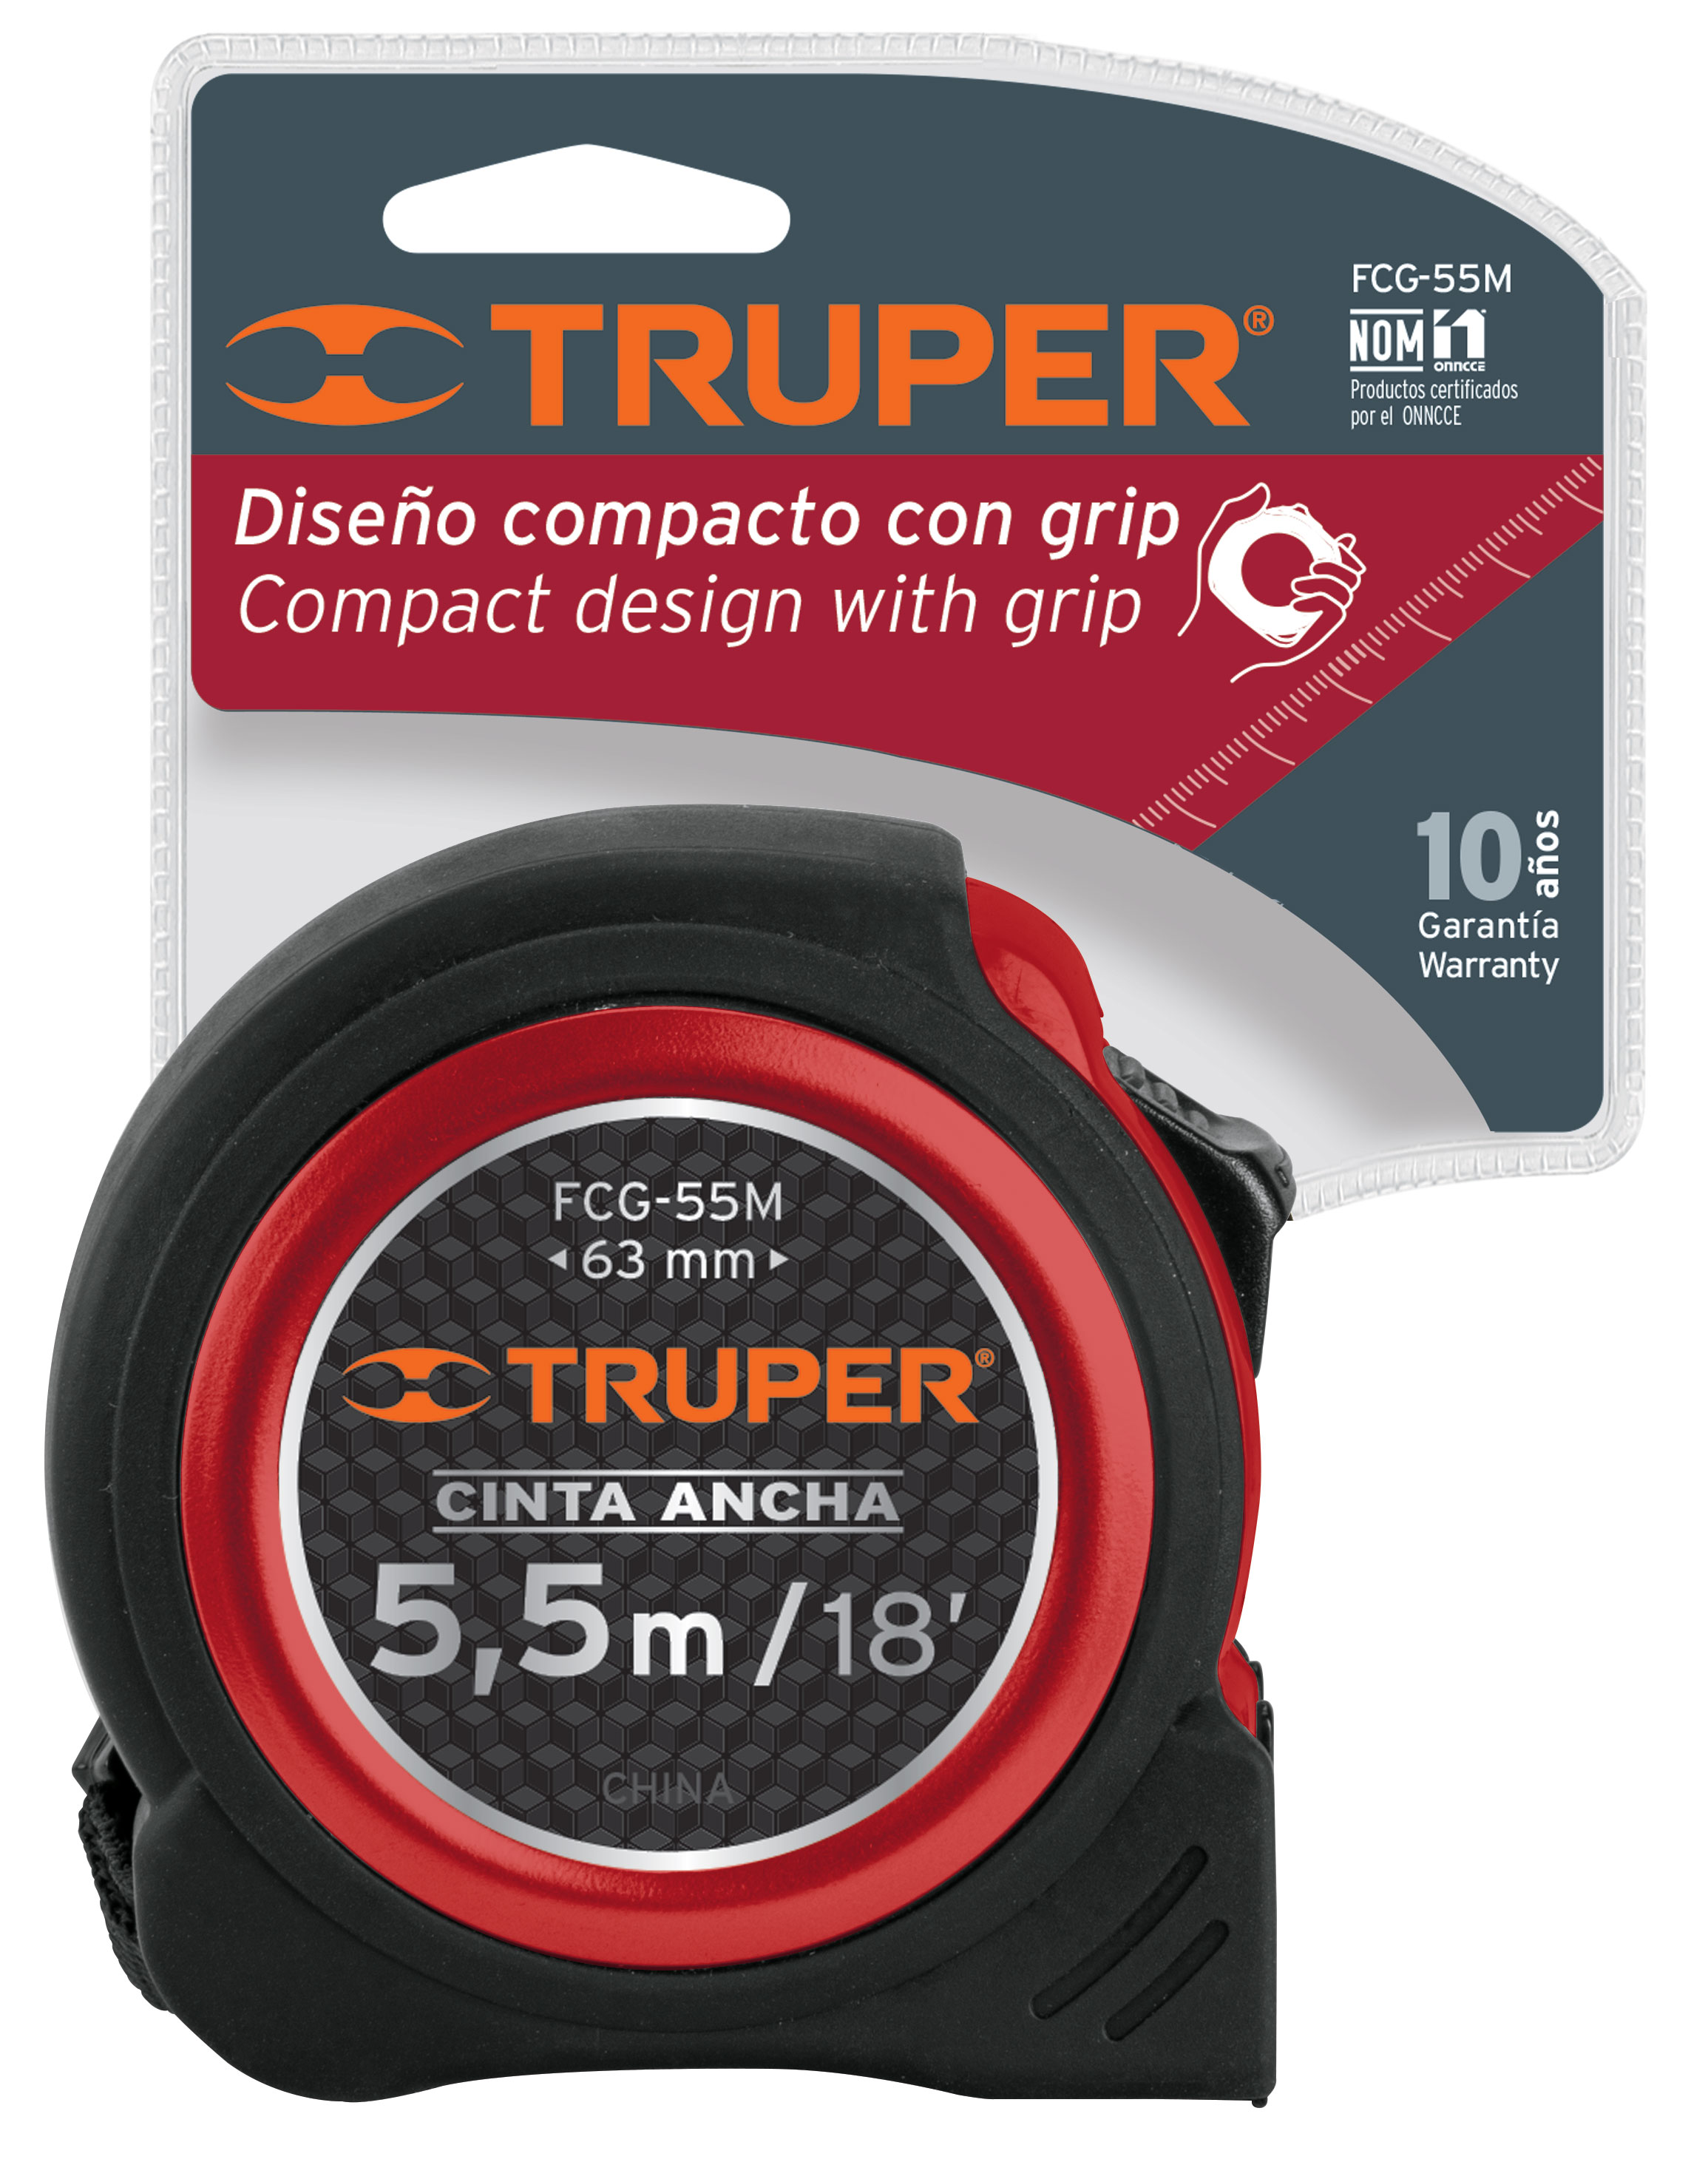 FCG-55M
TRUPER®
NOM
ONNCCE
Productos certificados
por el ONNCCE
Diseño compacto con grip
Compact design with grip
10 años
Garantía
Warranty
FCG-55M
63 mm
TRUPER®
CINTA ANCHA
5,5m/18'
CHINA